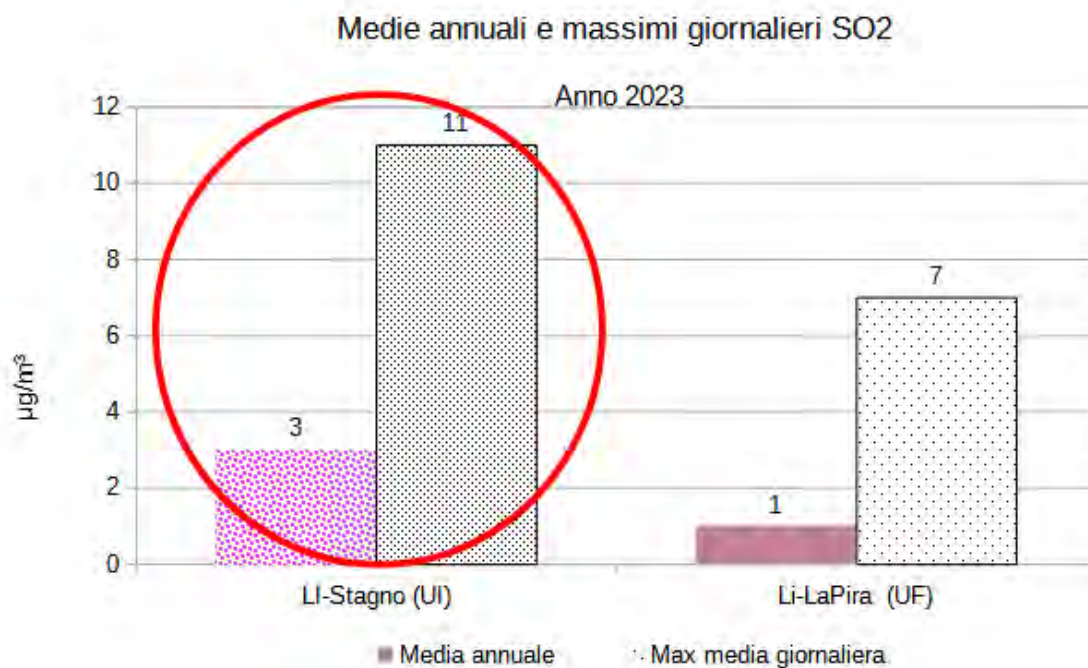 Medie annuali e massimi giornalieri SO2
Anno 2023
12
11
10
8
7
6
µg/m³
4
3
2
1
0
LI-Stagno (UI)
Li-LaPira (UF)
Media annuale
Max media giornaliera